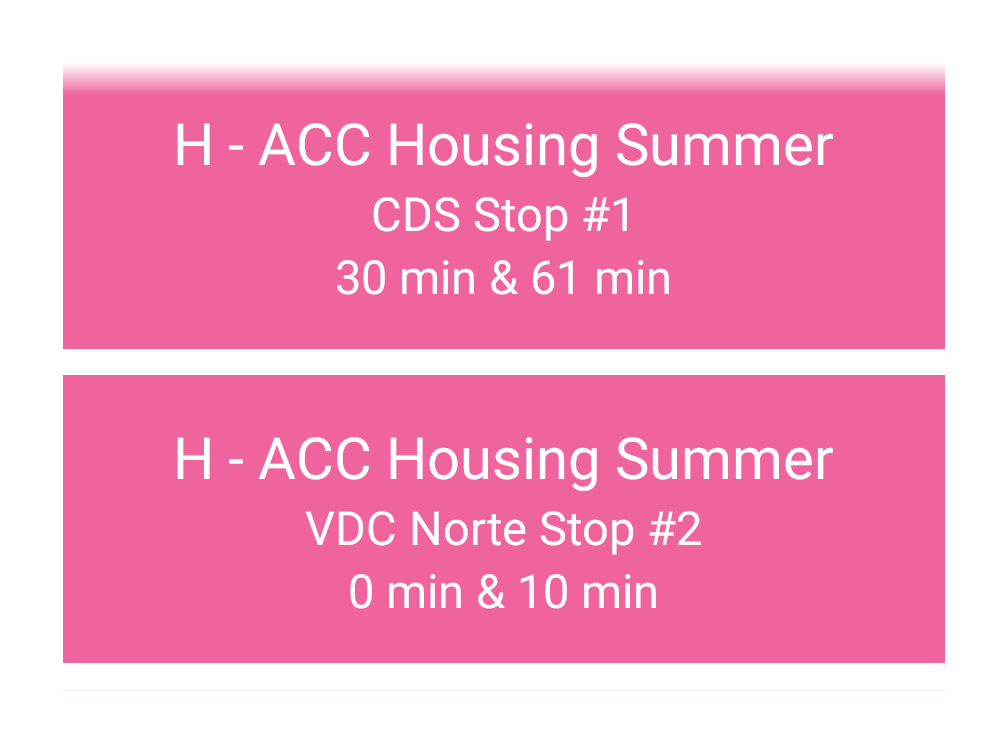 H - ACC Housing Summer
CDS Stop #1
30 min & 61 min
H - ACC Housing Summer
VDC Norte Stop #2
0 min & 10 min